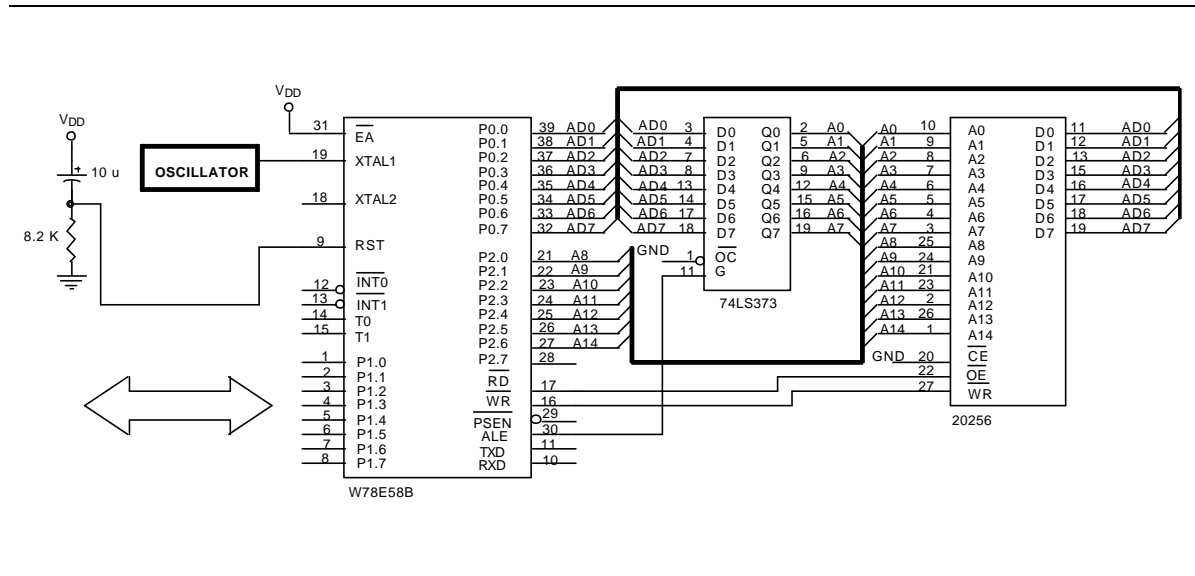 VDD
10 u
8.2 K
OSCILLATOR
VDD
31 EA
19 XTAL1
18 XTAL2
9 RST
12 INT0
13 INT1
14 T0
15 T1
1 P1.0
2 P1.1
3 P1.2
4 P1.3
5 P1.4
6 P1.5
7 P1.6
8 P1.7
P0.0 39 AD0
P0.1 38 AD1
P0.2 37 AD2
P0.3 36 AD3
P0.4 35 AD4
P0.5 34 AD5
P0.6 33 AD6
P0.7 32 AD7
P2.0 21 A8
P2.1 22 A9
P2.2 23 A10
P2.3 24 A11
P2.4 25 A12
P2.5 26 A13
P2.6 27 A14
P2.7 28
RD 17
WR 16
PSEN 29
ALE 30
TXD 11
RXD 10
W78E58B
AD0 3 D0 Q0 2 A0
AD1 4 D1 Q1 5 A1
AD2 7 D2 Q2 6 A2
AD3 8 D3 Q3 9 A3
AD4 13 D4 Q4 12 A4
AD5 14 D5 Q5 15 A5
AD6 17 D6 Q6 16 A6
AD7 18 D7 Q7 19 A7
GND 1 OC
11 G
74LS373
A0 10 A0 D0 11 AD0
A1 9 A1 D1 12 AD1
A2 8 A2 D2 13 AD2
A3 7 A3 D3 15 AD3
A4 6 A4 D4 16 AD4
A5 5 A5 D5 17 AD5
A6 4 A6 D6 18 AD6
A7 3 A7 D7 19 AD7
A8 25 A8
A9 24 A9
A10 21 A10
A11 23 A11
A12 2 A12
A13 26 A13
A14 1 A14
GND 20 CE
22 OE
27 WR
20256